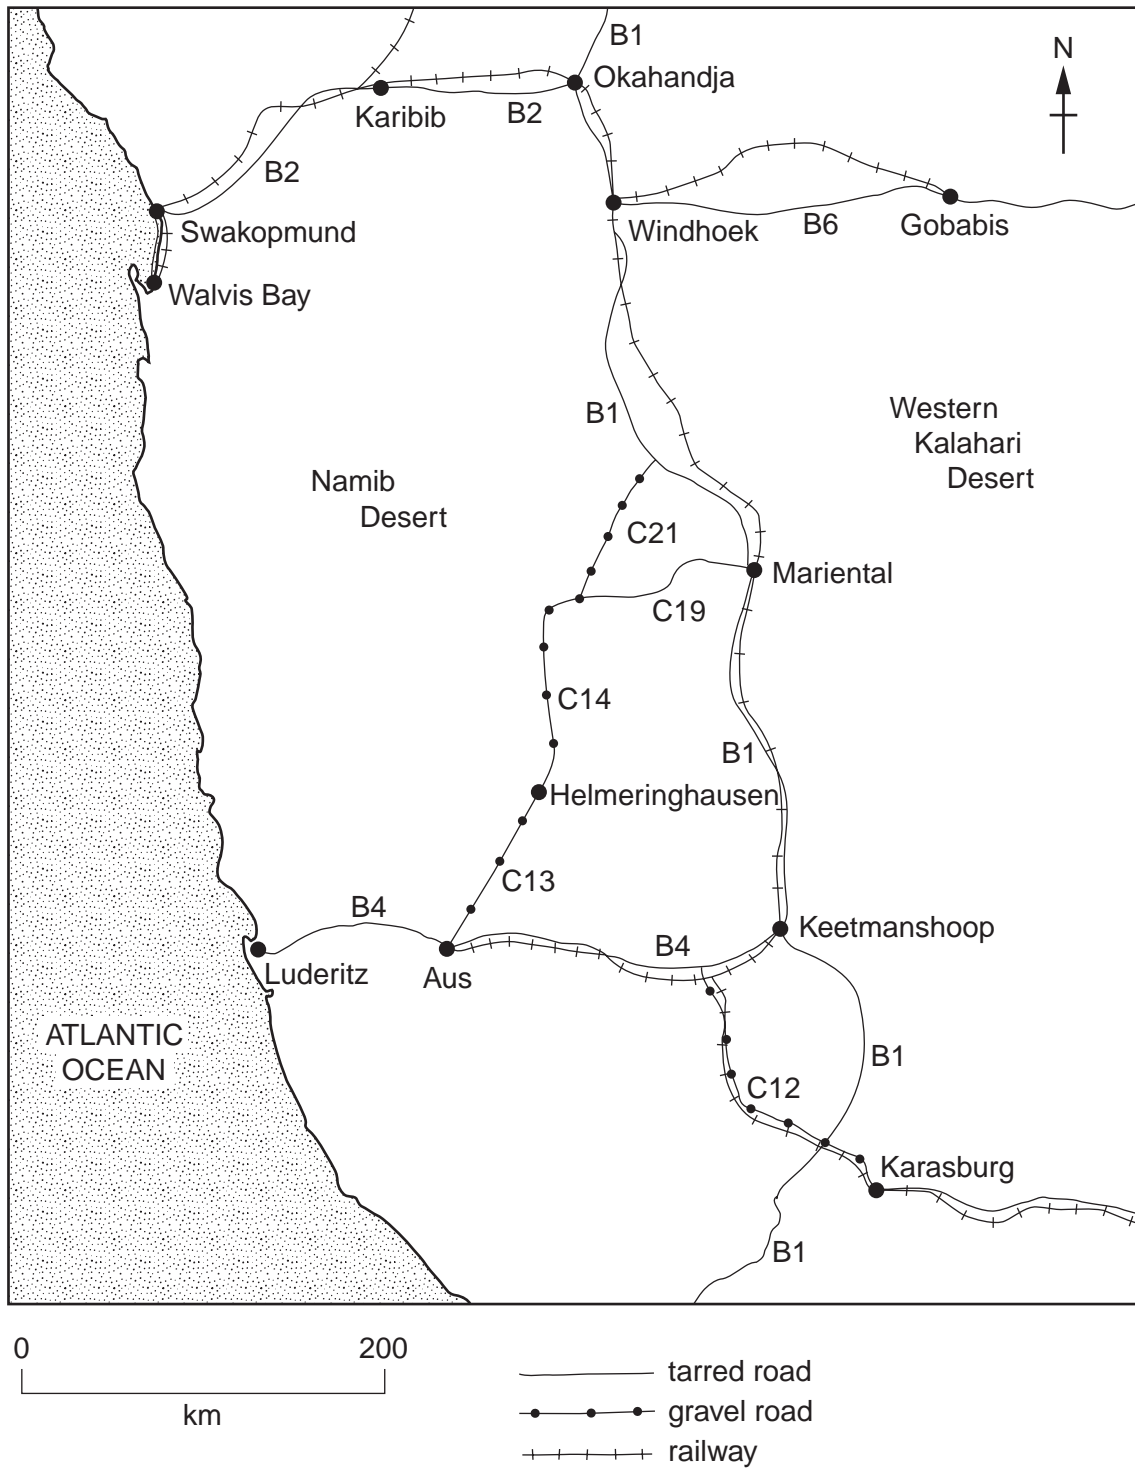 B1
N
Okahandja
Karibib
B2
B2
Swakopmund
Windhoek
B6
Gobabis
Walvis Bay
B1
Western
Kalahari
Desert
Namib
Desert
C21
Mariental
C19
C14
B1
Helmeringhausen
C13
B4
Keetmanshoop
B4
Luderitz
Aus
ATLANTIC
OCEAN
B1
C12
Karasburg
B1
0
200
km
tarred road
gravel road
railway